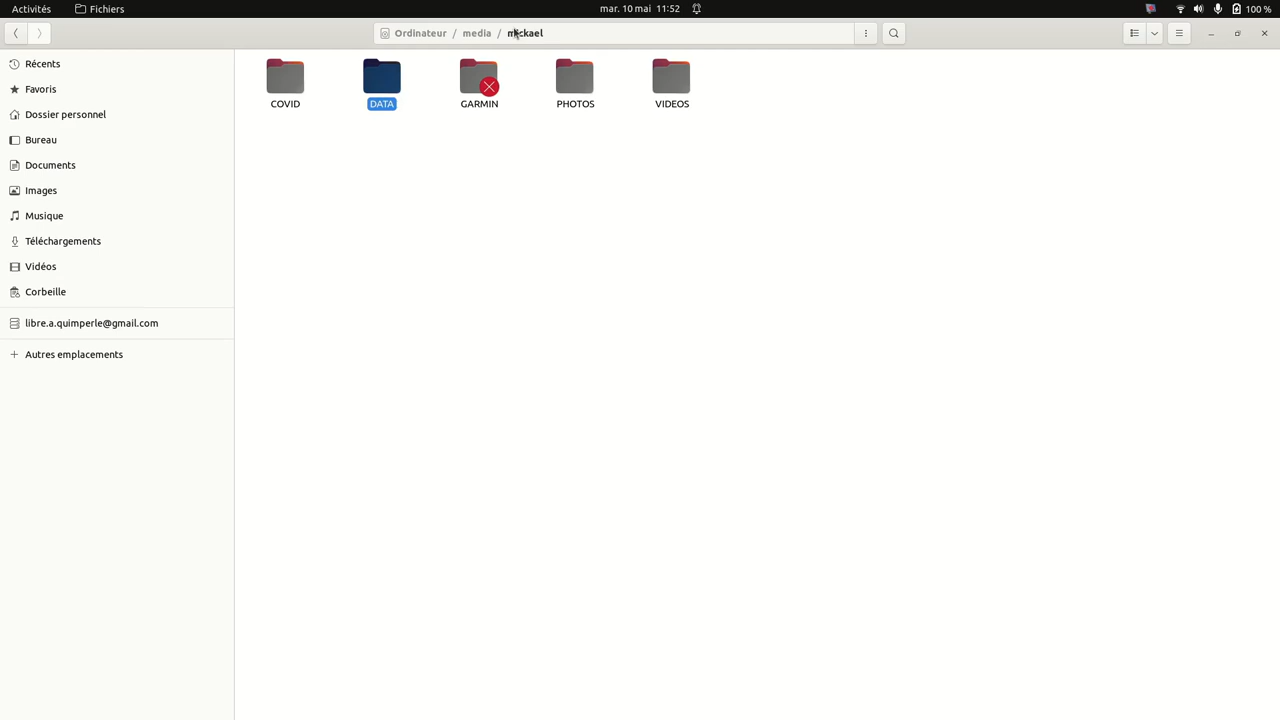 Activités Fichiers mar. 10 mai 11:52 100 %
Ordinateur / media / mickael
Récents
Favoris
Dossier personnel
Bureau
Documents
Images
Musique
Téléchargements
Vidéos
Corbeille
libre.a.quimperle@gmail.com
+ Autres emplacements
COVID DATA GARMIN PHOTOS VIDEOS